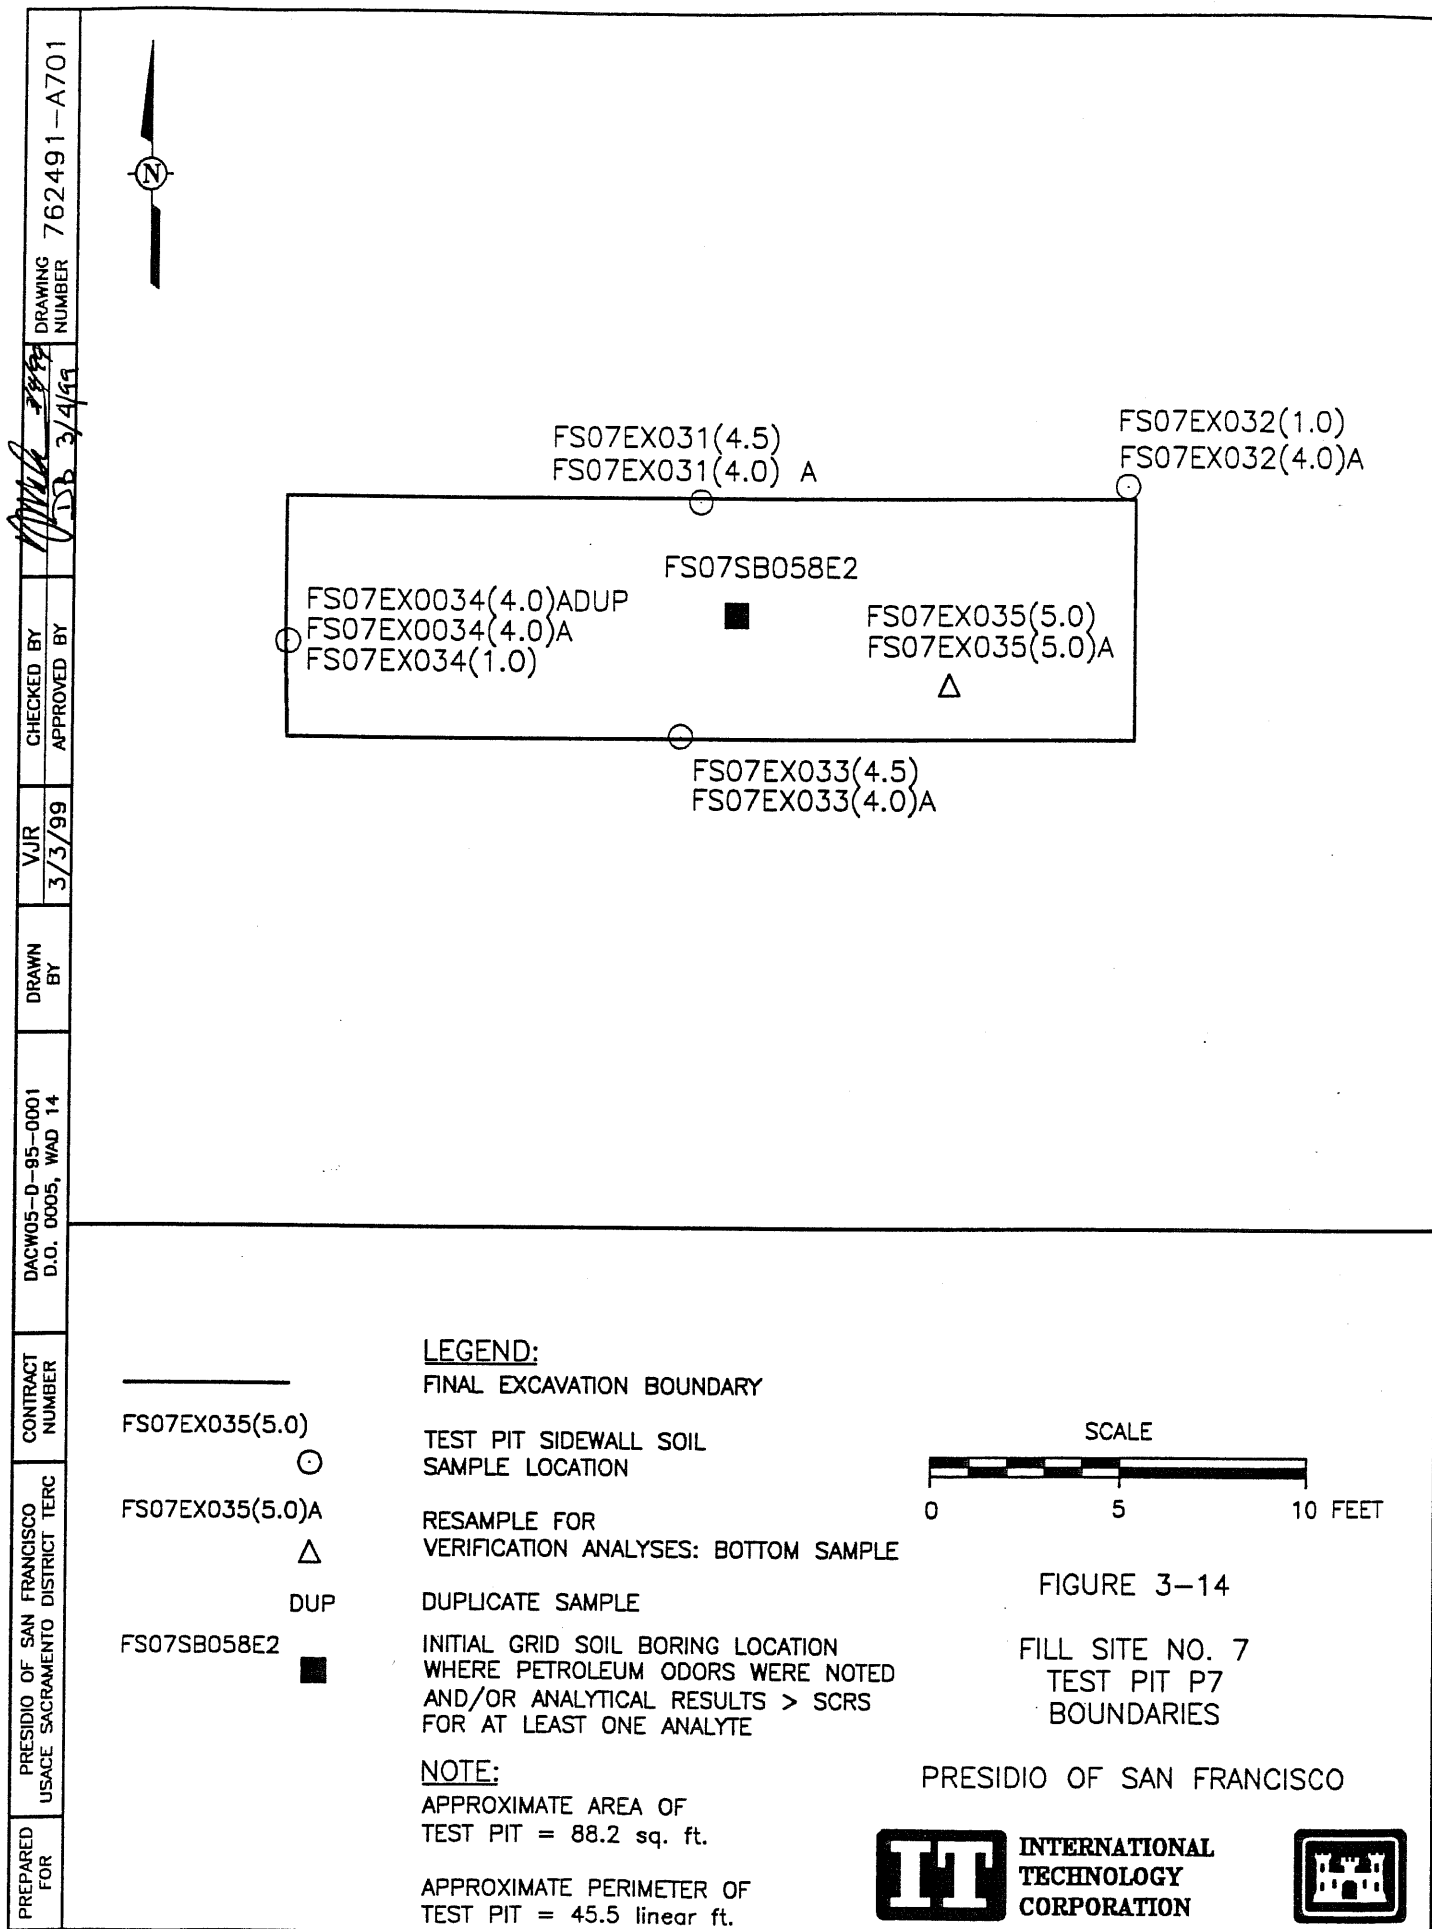 DRAWING NUMBER 762491-A701
3/4/99
DB 3/4/99
CHECKED BY
APPROVED BY
VJR
3/3/99
DRAWN BY
DACW05-D-95-0001
D.O. 0005, WAD 14
CONTRACT NUMBER
PRESIDIO OF SAN FRANCISCO
USACE SACRAMENTO DISTRICT TERC
PREPARED FOR
N
FS07EX031(4.5)
FS07EX031(4.0) A
FS07EX032(1.0)
FS07EX032(4.0)A
FS07SB058E2
FS07EX0034(4.0)ADUP
FS07EX0034(4.0)A
FS07EX034(1.0)
FS07EX035(5.0)
FS07EX035(5.0)A
FS07EX033(4.5)
FS07EX033(4.0)A
LEGEND:
FINAL EXCAVATION BOUNDARY
FS07EX035(5.0)
TEST PIT SIDEWALL SOIL
SAMPLE LOCATION
FS07EX035(5.0)A
RESAMPLE FOR
VERIFICATION ANALYSES: BOTTOM SAMPLE
DUP
DUPLICATE SAMPLE
FS07SB058E2
INITIAL GRID SOIL BORING LOCATION
WHERE PETROLEUM ODORS WERE NOTED
AND/OR ANALYTICAL RESULTS > SCRS
FOR AT LEAST ONE ANALYTE
NOTE:
APPROXIMATE AREA OF
TEST PIT = 88.2 sq. ft.
APPROXIMATE PERIMETER OF
TEST PIT = 45.5 linear ft.
SCALE
0 5 10 FEET
FIGURE 3-14
FILL SITE NO. 7
TEST PIT P7
BOUNDARIES
PRESIDIO OF SAN FRANCISCO
IT
INTERNATIONAL
TECHNOLOGY
CORPORATION